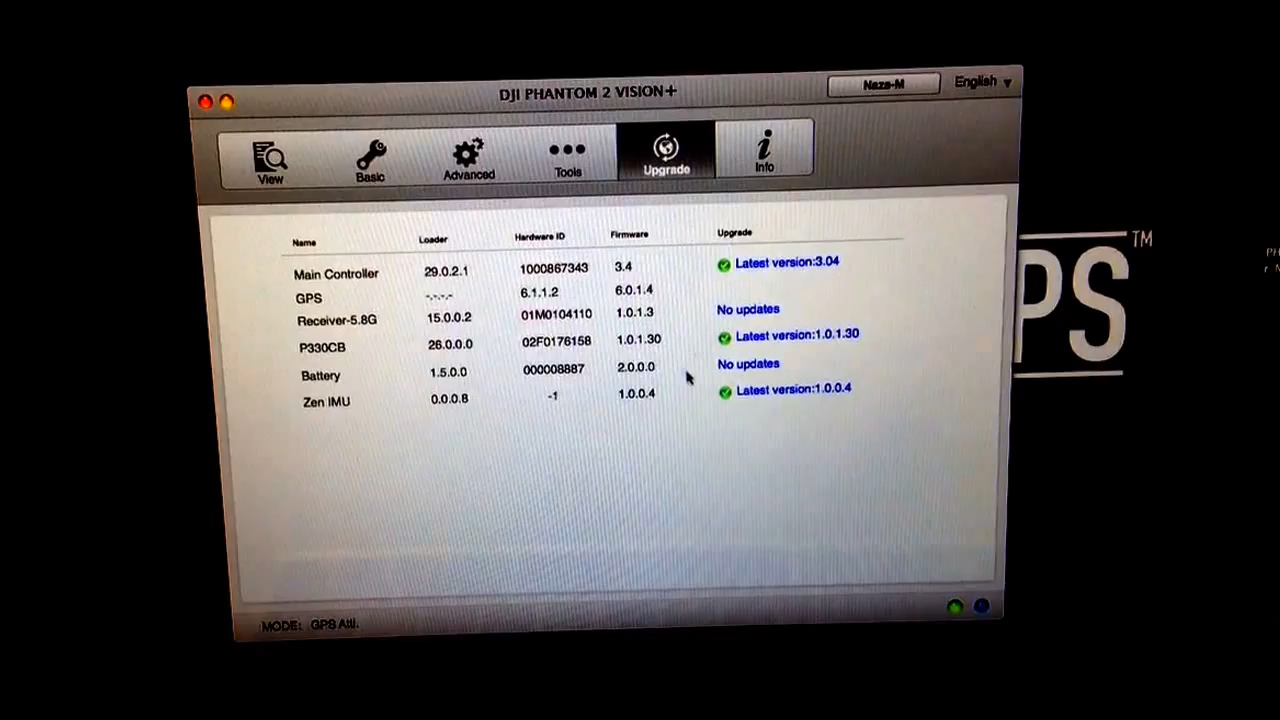 DJI PHANTOM 2 VISION+
Naza-M
English
View
Basic
Advanced
Tools
Upgrade
Info
Name Loader Hardware ID Firmware Upgrade
Main Controller 29.0.2.1 1000867343 3.4 Latest version:3.04
GPS -.-.-.- 6.1.1.2 6.0.1.4
Receiver-5.8G 15.0.0.2 01M0104110 1.0.1.3 No updates
P330CB 26.0.0.0 02F0176158 1.0.1.30 Latest version:1.0.1.30
Battery 1.5.0.0 000008887 2.0.0.0 No updates
Zen IMU 0.0.0.8 -1 1.0.0.4 Latest version:1.0.0.4
MODE: GPS Atti.
PS TM